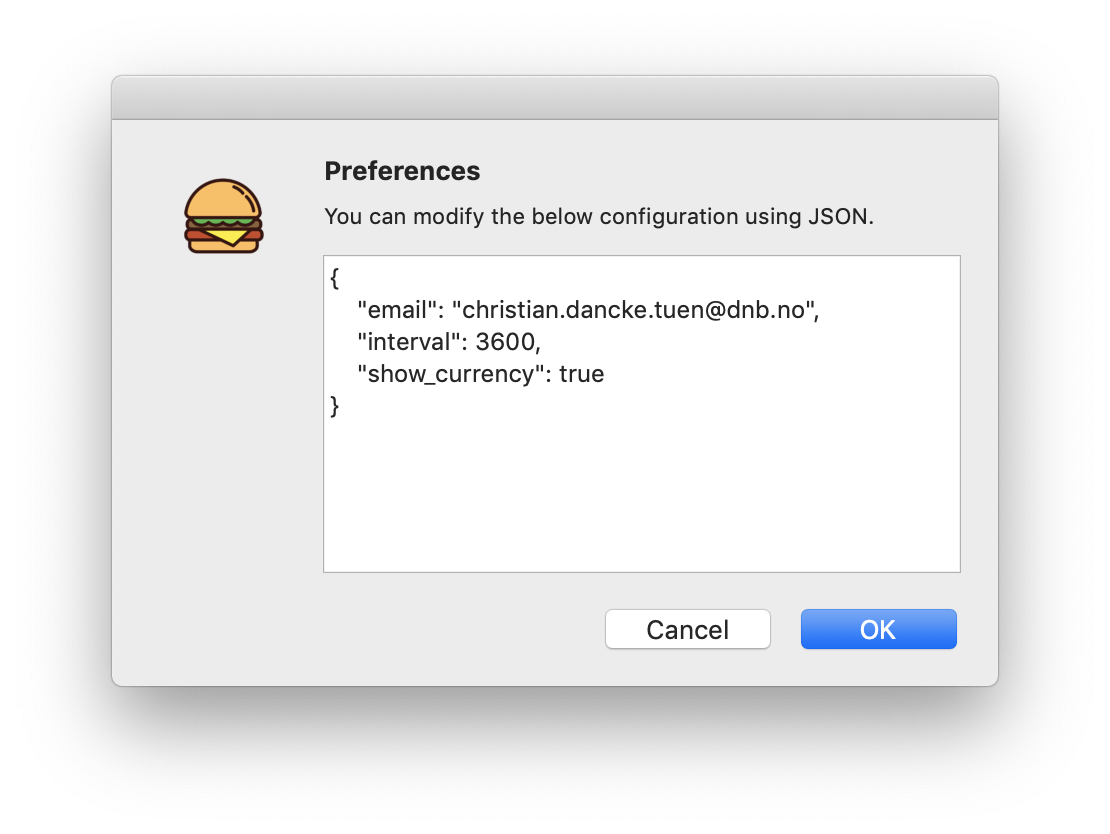 Preferences
You can modify the below configuration using JSON.
{
    "email": "christian.dancke.tuen@dnb.no",
    "interval": 3600,
    "show_currency": true
}
Cancel
OK